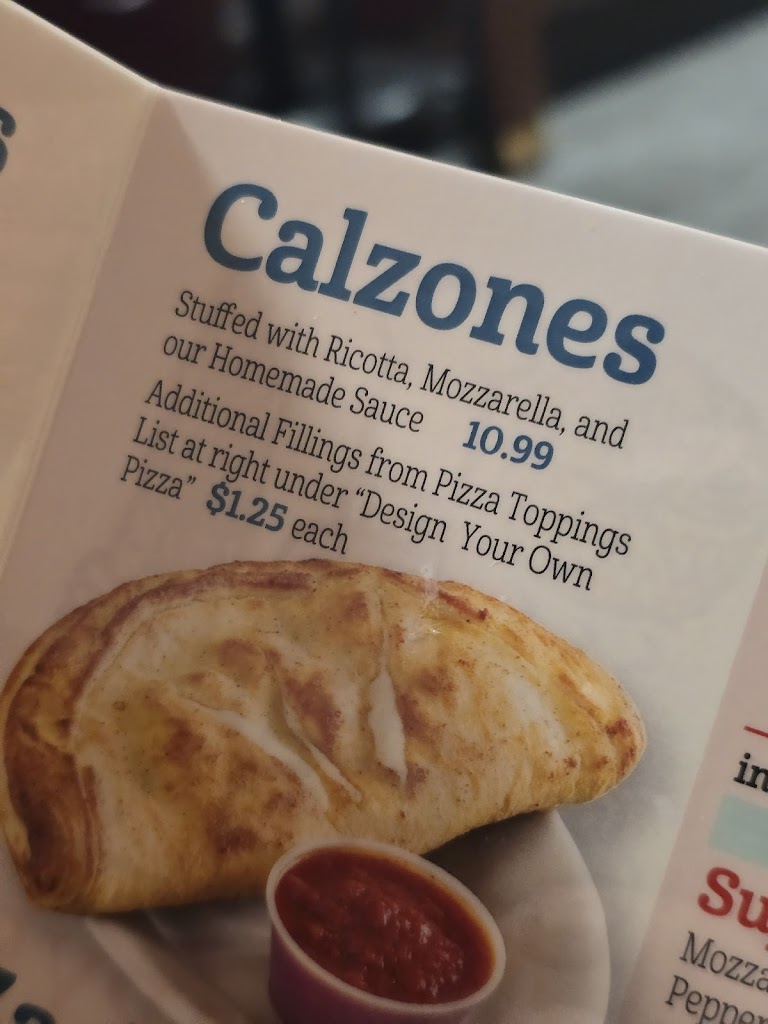 Calzones
Stuffed with Ricotta, Mozzarella, and
our Homemade Sauce 10.99
Additional Fillings from Pizza Toppings
List at right under “Design Your Own
Pizza” $1.25 each